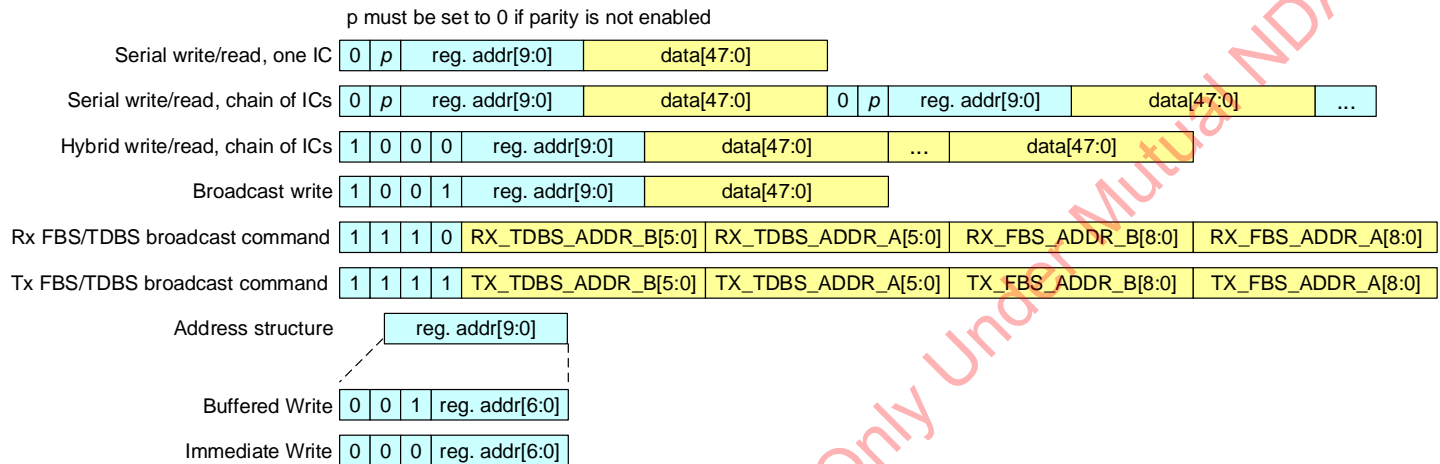 p must be set to 0 if parity is not enabled
Serial write/read, one IC 0 p reg. addr[9:0] data[47:0]
Serial write/read, chain of ICs 0 p reg. addr[9:0] data[47:0] 0 p reg. addr[9:0] data[47:0] ...
Hybrid write/read, chain of ICs 1 0 0 0 reg. addr[9:0] data[47:0] ... data[47:0]
Broadcast write 1 0 0 1 reg. addr[9:0] data[47:0]
Rx FBS/TDBS broadcast command 1 1 1 0 RX_TDBS_ADDR_B[5:0] RX_TDBS_ADDR_A[5:0] RX_FBS_ADDR_B[8:0] RX_FBS_ADDR_A[8:0]
Tx FBS/TDBS broadcast command 1 1 1 1 TX_TDBS_ADDR_B[5:0] TX_TDBS_ADDR_A[5:0] TX_FBS_ADDR_B[8:0] TX_FBS_ADDR_A[8:0]
Address structure reg. addr[9:0]
Buffered Write 0 0 1 reg. addr[6:0]
Immediate Write 0 0 0 reg. addr[6:0]
Only Under Mutual NDA